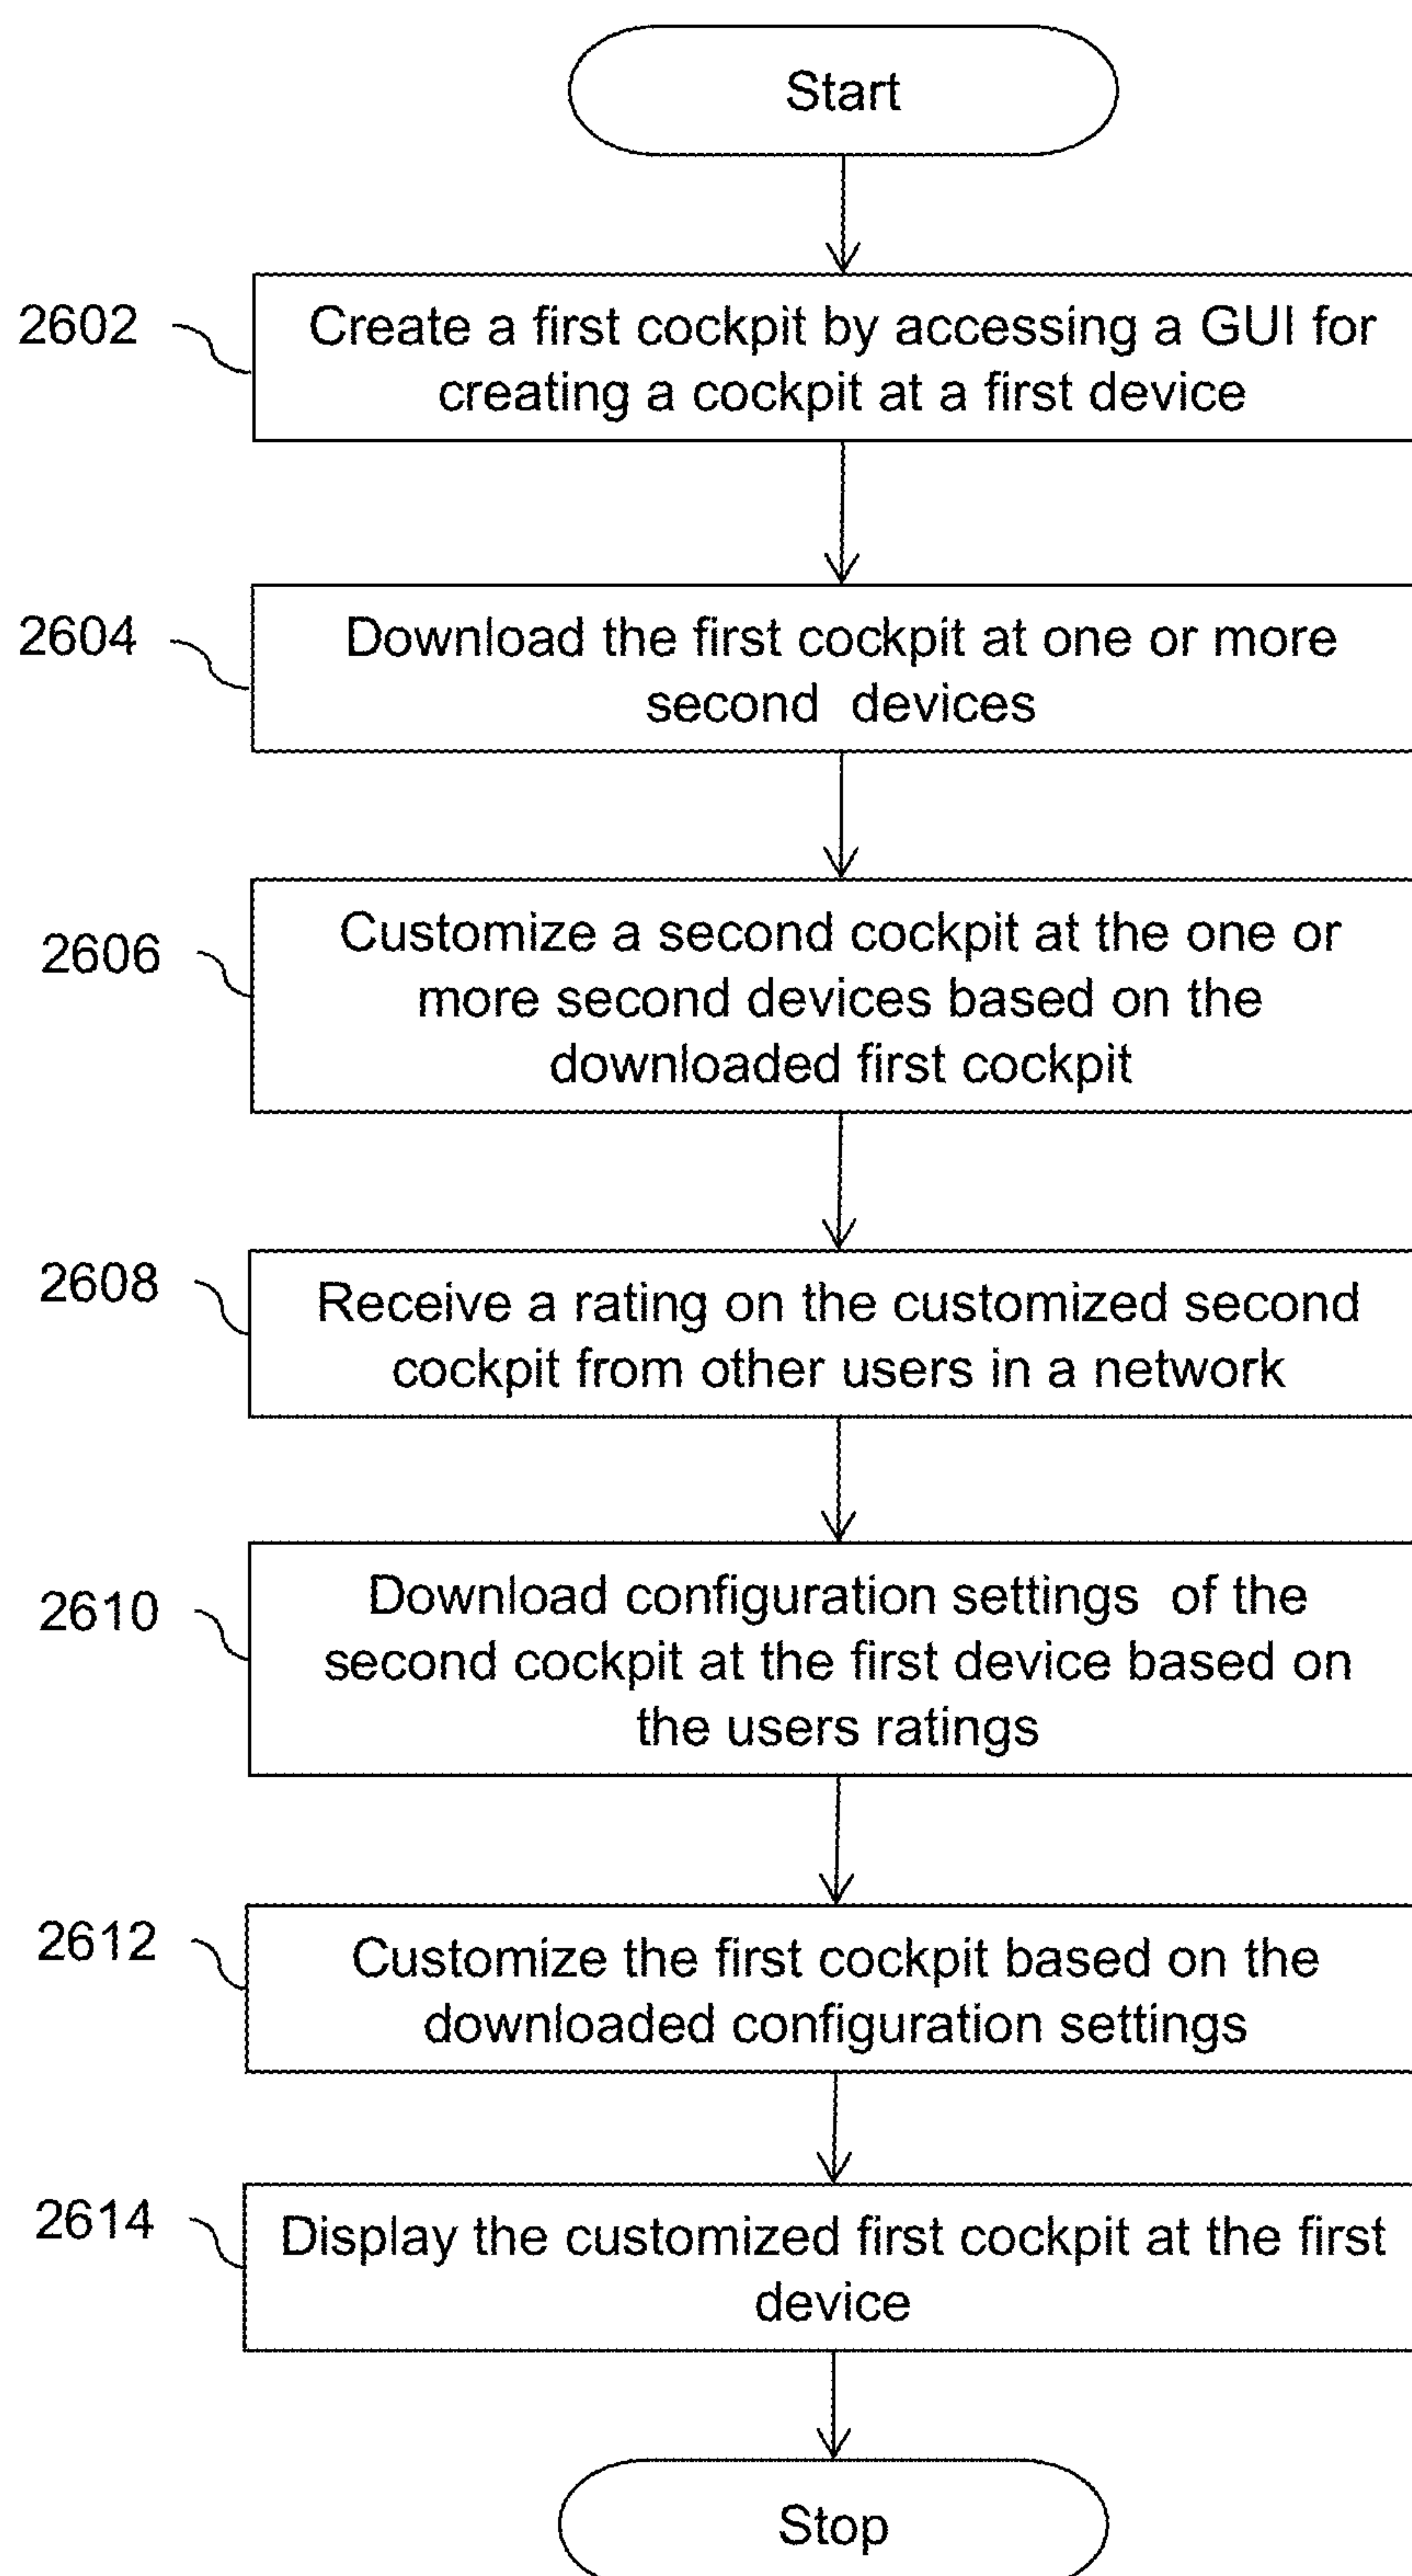 Start
2602
Create a first cockpit by accessing a GUI for
creating a cockpit at a first device
2604
Download the first cockpit at one or more
second devices
2606
Customize a second cockpit at the one or
more second devices based on the
downloaded first cockpit
2608
Receive a rating on the customized second
cockpit from other users in a network
2610
Download configuration settings of the
second cockpit at the first device based on
the users ratings
2612
Customize the first cockpit based on the
downloaded configuration settings
2614
Display the customized first cockpit at the first
device
Stop